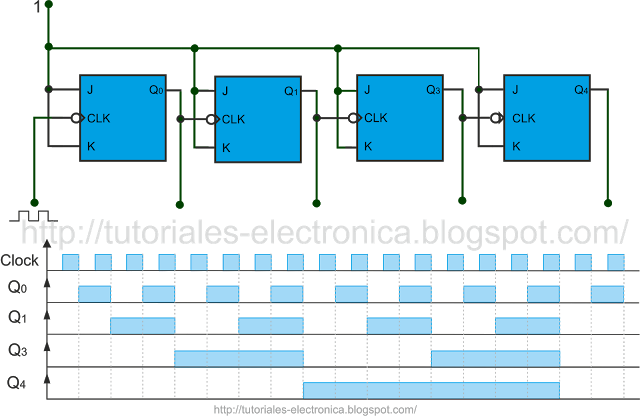 1
J Q0 J Q1 J Q3 J Q4
CLK CLK CLK CLK
K K K K
http://tutoriales-electronica.blogspot.com/
Clock
Q0
Q1
Q3
Q4
http://tutoriales-electronica.blogspot.com/